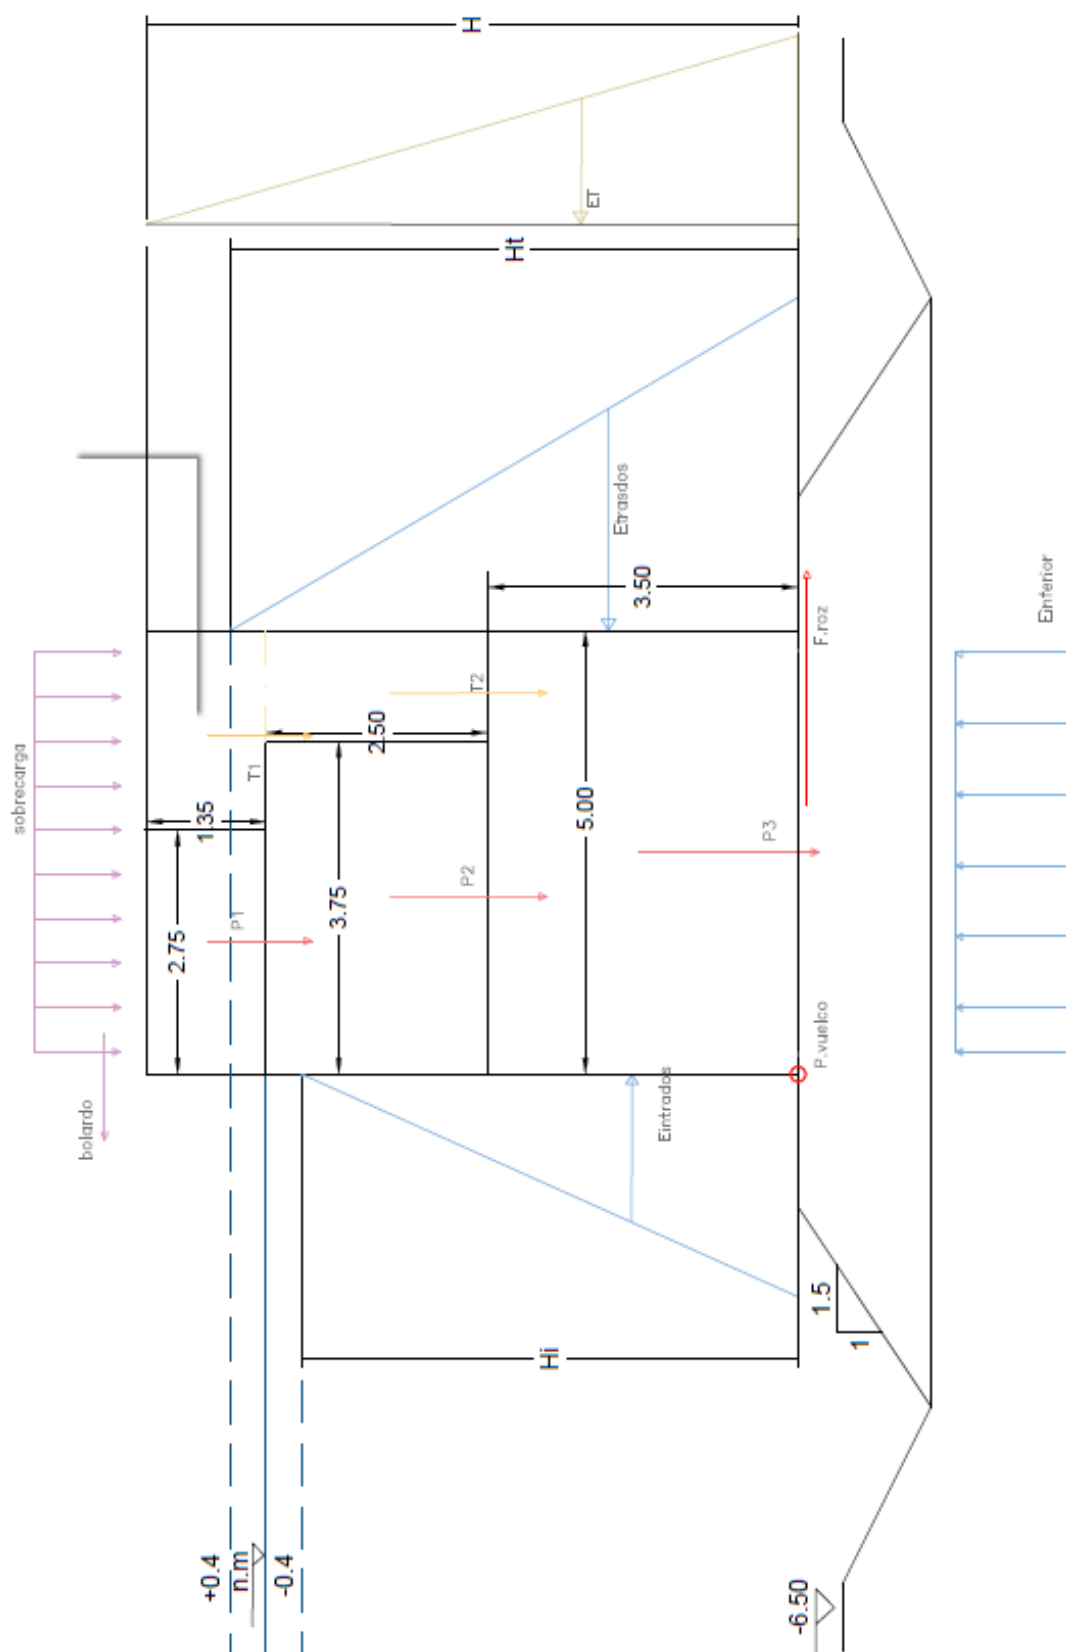 H
ET
Ht
sobrecarga
Etrasdos
3.50
Einferior
F.roz
T2
2.50
T1
1.35
5.00
P3
P2
P1
3.75
2.75
bolardo
P.vuelco
Eintrados
1.5
1
Hi
+0.4
n.m
-0.4
-6.50